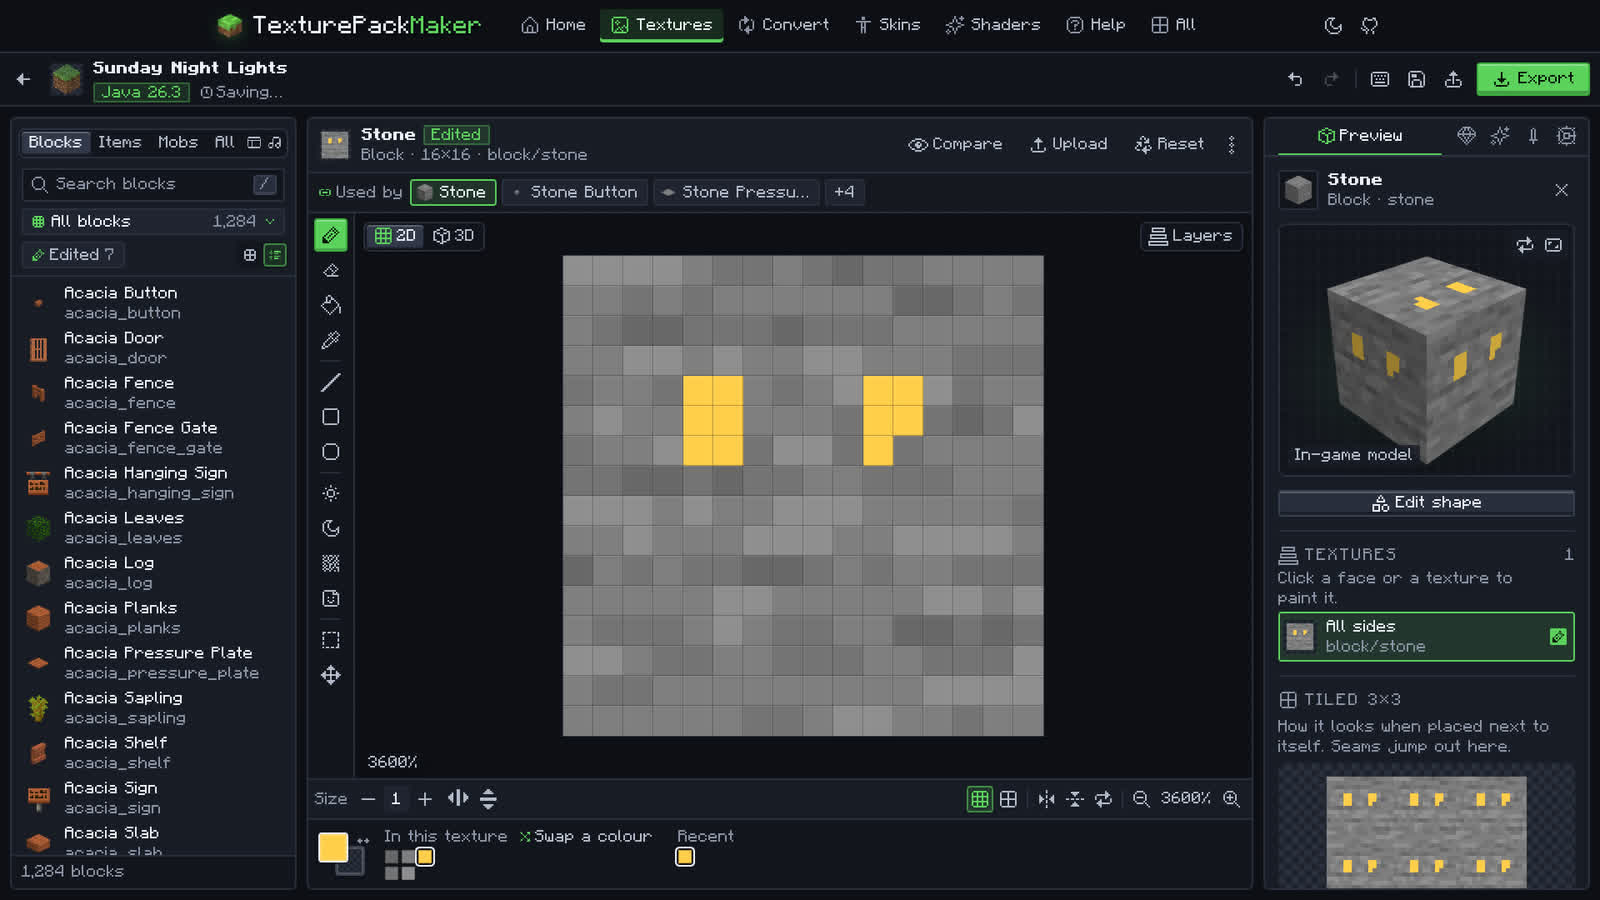 TexturePackMaker
Home
Textures
Convert
Skins
Shaders
Help
All
Sunday Night Lights
Java 26.3
Saving...
Export
Blocks
Items
Mobs
All
Search blocks
/
All blocks
1,284
Edited 7
Acacia Button
acacia_button
Acacia Door
acacia_door
Acacia Fence
acacia_fence
Acacia Fence Gate
acacia_fence_gate
Acacia Hanging Sign
acacia_hanging_sign
Acacia Leaves
acacia_leaves
Acacia Log
acacia_log
Acacia Planks
acacia_planks
Acacia Pressure Plate
acacia_pressure_plate
Acacia Sapling
acacia_sapling
Acacia Shelf
acacia_shelf
Acacia Sign
acacia_sign
Acacia Slab
acacia_slab
1,284 blocks
Stone
Edited
Block · 16×16 · block/stone
Compare
Upload
Reset
Used by
Stone
Stone Button
Stone Pressu...
+4
2D
3D
Layers
3600%
Size
1
3600%
In this texture
Swap a colour
Recent
Preview
Stone
Block · stone
In-game model
Edit shape
TEXTURES
1
Click a face or a texture to
paint it.
All sides
block/stone
TILED 3×3
How it looks when placed next to
itself. Seams jump out here.